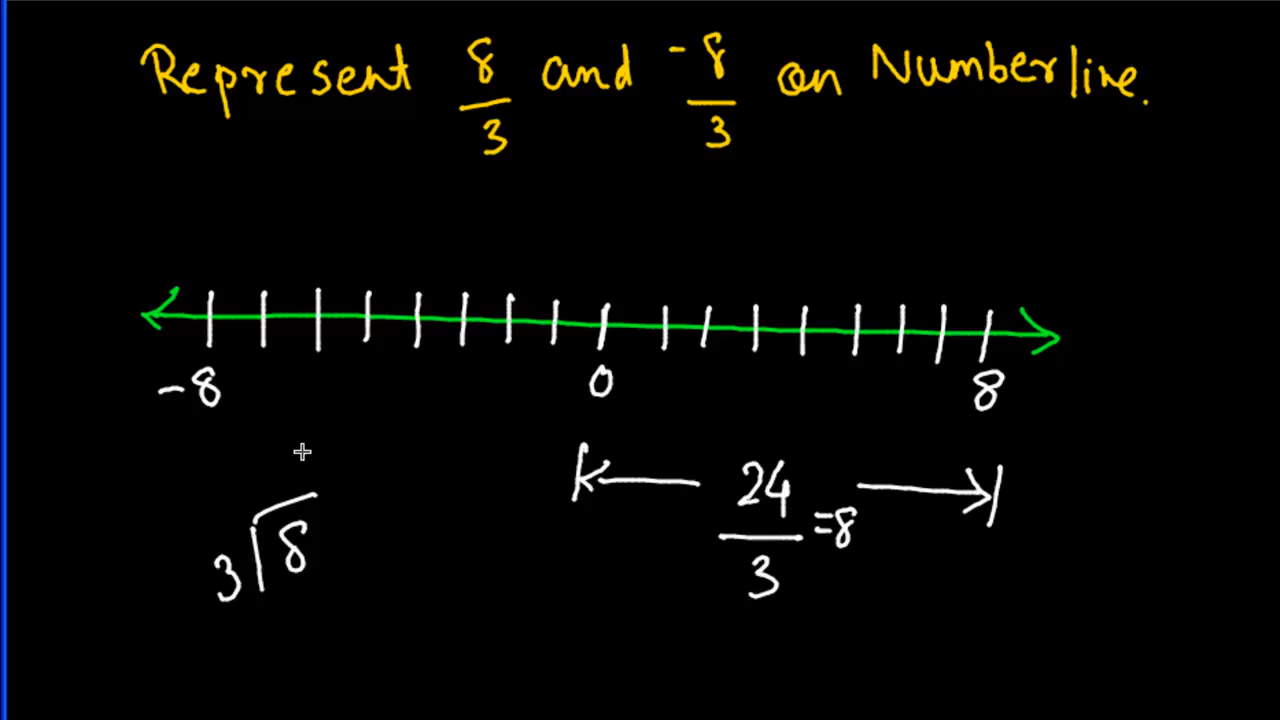 Represent 8/3 and -8/3 on Numberline.
-8 0 8
24/3 =8
3√8